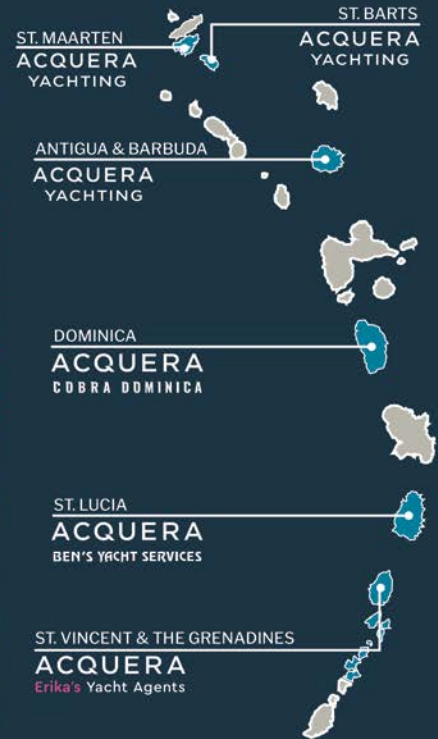 ST. MAARTEN
ACQUERA
YACHTING
ST. BARTS
ACQUERA
YACHTING
ANTIGUA & BARBUDA
ACQUERA
YACHTING
DOMINICA
ACQUERA
COBRA DOMINICA
ST. LUCIA
ACQUERA
BEN'S YACHT SERVICES
ST. VINCENT & THE GRENADINES
ACQUERA
Erika's Yacht Agents